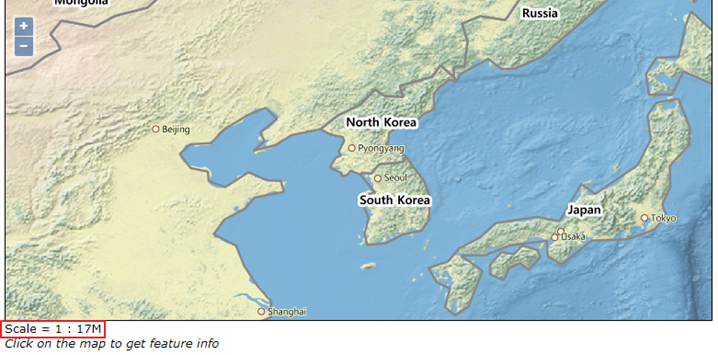 Mongolia
Russia
+
−
North Korea
Beijing
Pyongyang
Seoul
South Korea
Japan
Tokyo
Osaka
Shanghai
Scale = 1 : 17M
Click on the map to get feature info